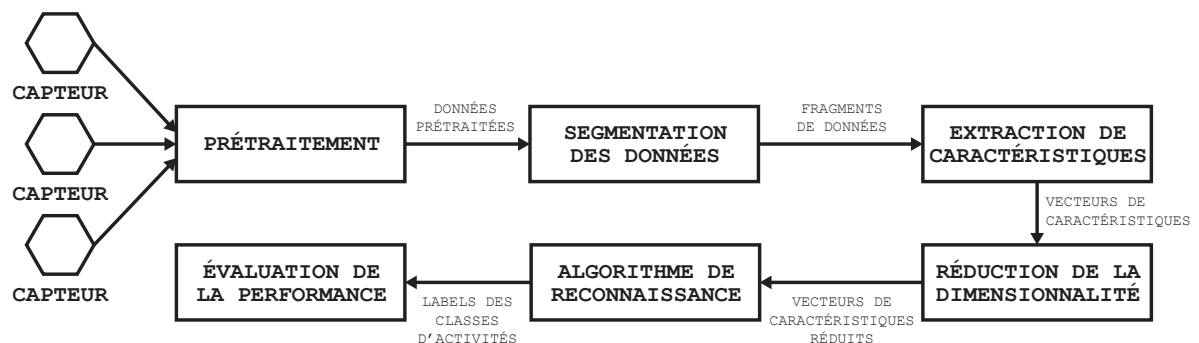 CAPTEUR
CAPTEUR
CAPTEUR
PRÉTRAITEMENT
DONNÉES
PRÉTRAITÉES
SEGMENTATION
DES DONNÉES
FRAGMENTS
DE DONNÉES
EXTRACTION DE
CARACTÉRISTIQUES
VECTEURS DE
CARACTÉRISTIQUES
RÉDUCTION DE LA
DIMENSIONNALITÉ
VECTEURS DE
CARACTÉRISTIQUES
RÉDUITS
ALGORITHME DE
RECONNAISSANCE
LABELS DES
CLASSES
D'ACTIVITÉS
ÉVALUATION DE
LA PERFORMANCE